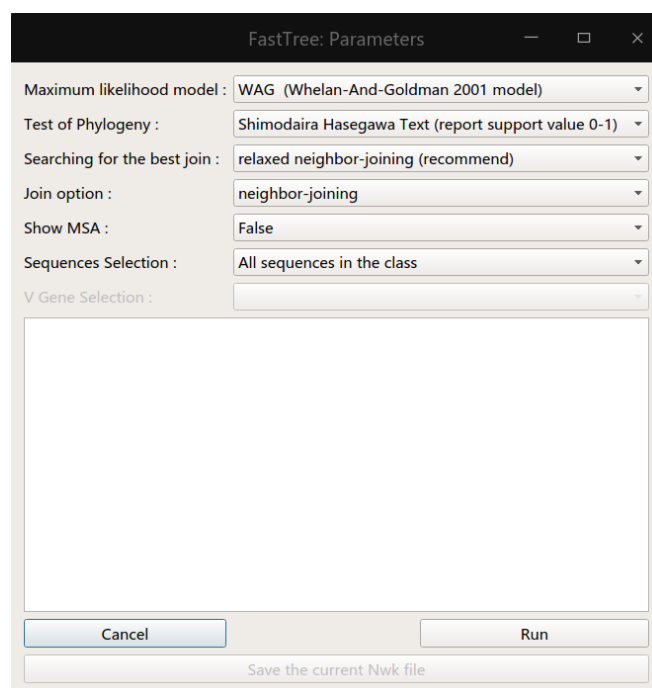 FastTree: Parameters
Maximum likelihood model : WAG (Whelan-And-Goldman 2001 model)
Test of Phylogeny : Shimodaira Hasegawa Text (report support value 0-1)
Searching for the best join : relaxed neighbor-joining (recommend)
Join option : neighbor-joining
Show MSA : False
Sequences Selection : All sequences in the class
V Gene Selection :
Cancel Run
Save the current Nwk file